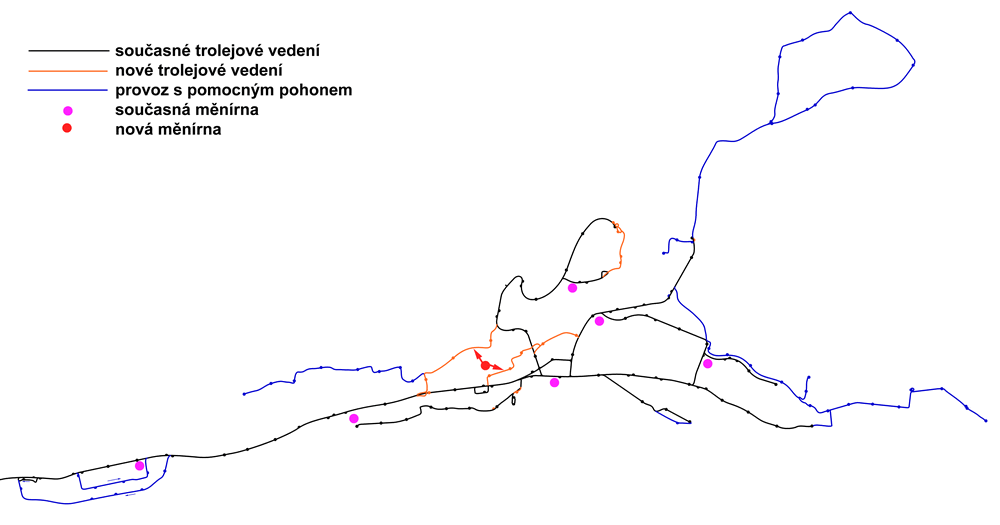 současné trolejové vedení
nové trolejové vedení
provoz s pomocným pohonem
současná měnírna
nová měnírna